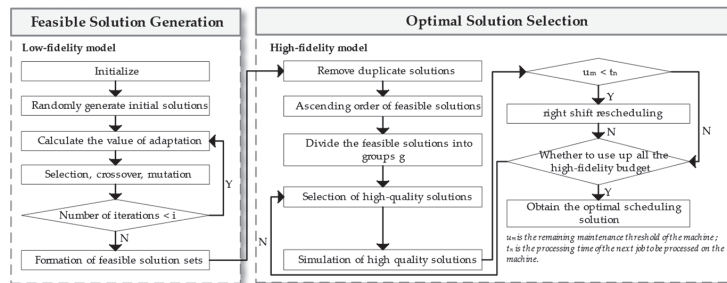 Feasible Solution Generation
Low-fidelity model
Initialize
Randomly generate initial solutions
Calculate the value of adaptation
Selection, crossover, mutation
Y
Number of iterations < i
N
Formation of feasible solution sets
Optimal Solution Selection
High-fidelity model
Remove duplicate solutions
Ascending order of feasible solutions
Divide the feasible solutions into
groups g
Selection of high-quality solutions
N
Simulation of high quality solutions
um < tn
Y
N
right shift rescheduling
N
Whether to use up all the
high-fidelity budget
Y
Obtain the optimal scheduling
solution
um is the remaining maintenance threshold of the machine ;
tn is the processing time of the next job to be processed on the
machine.